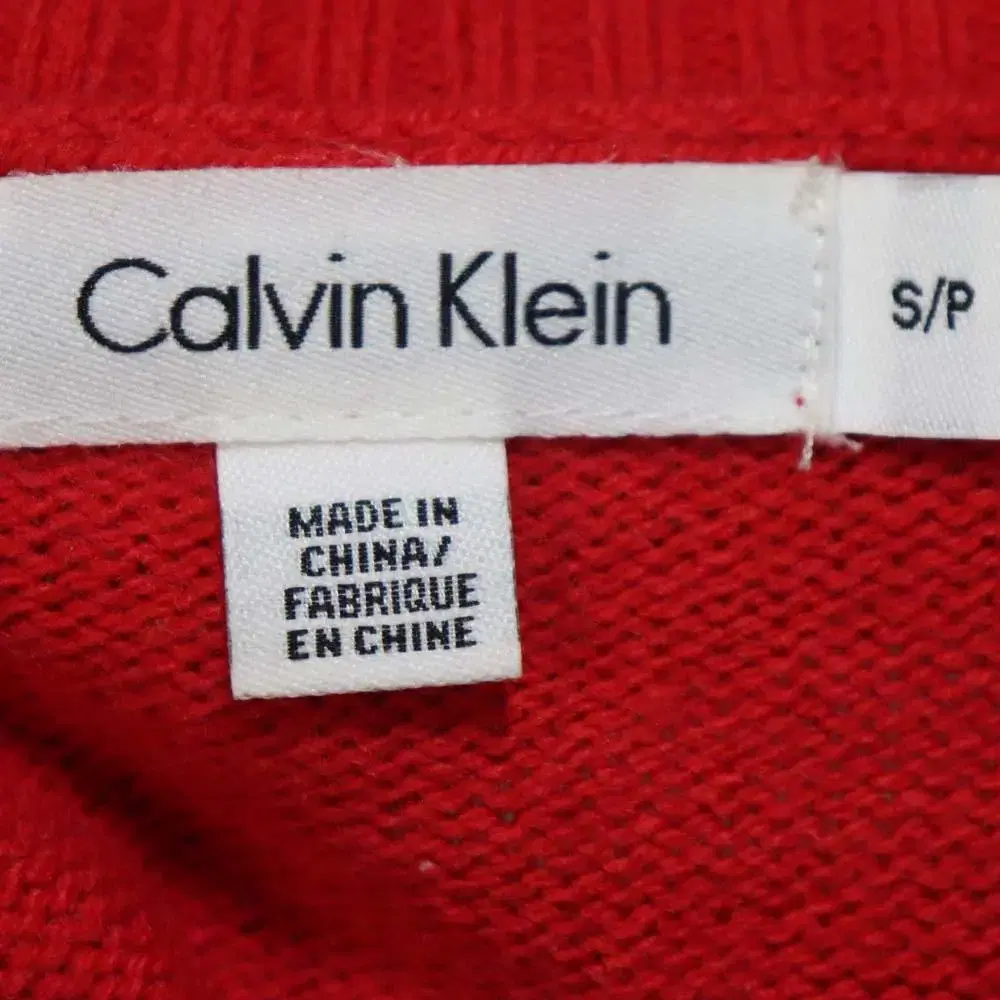 Calvin Klein
S/P
MADE IN
CHINA/
FABRIQUE
EN CHINE